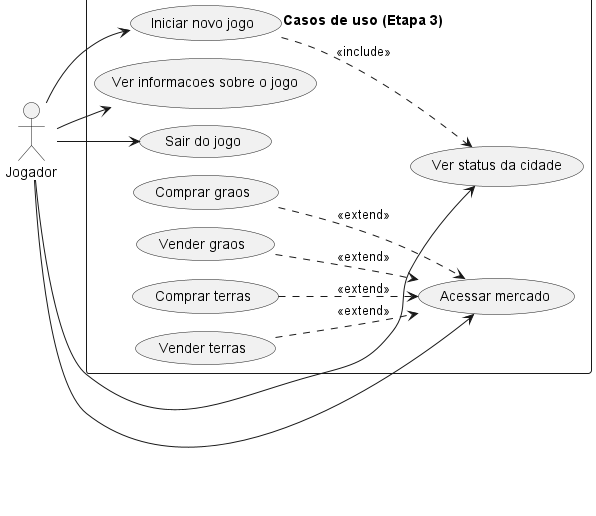 Casos de uso (Etapa 3)
Iniciar novo jogo
«include»
Ver informacoes sobre o jogo
Jogador
Sair do jogo
Ver status da cidade
Comprar graos
«extend»
Vender graos
«extend»
Comprar terras
«extend»
Acessar mercado
«extend»
Vender terras